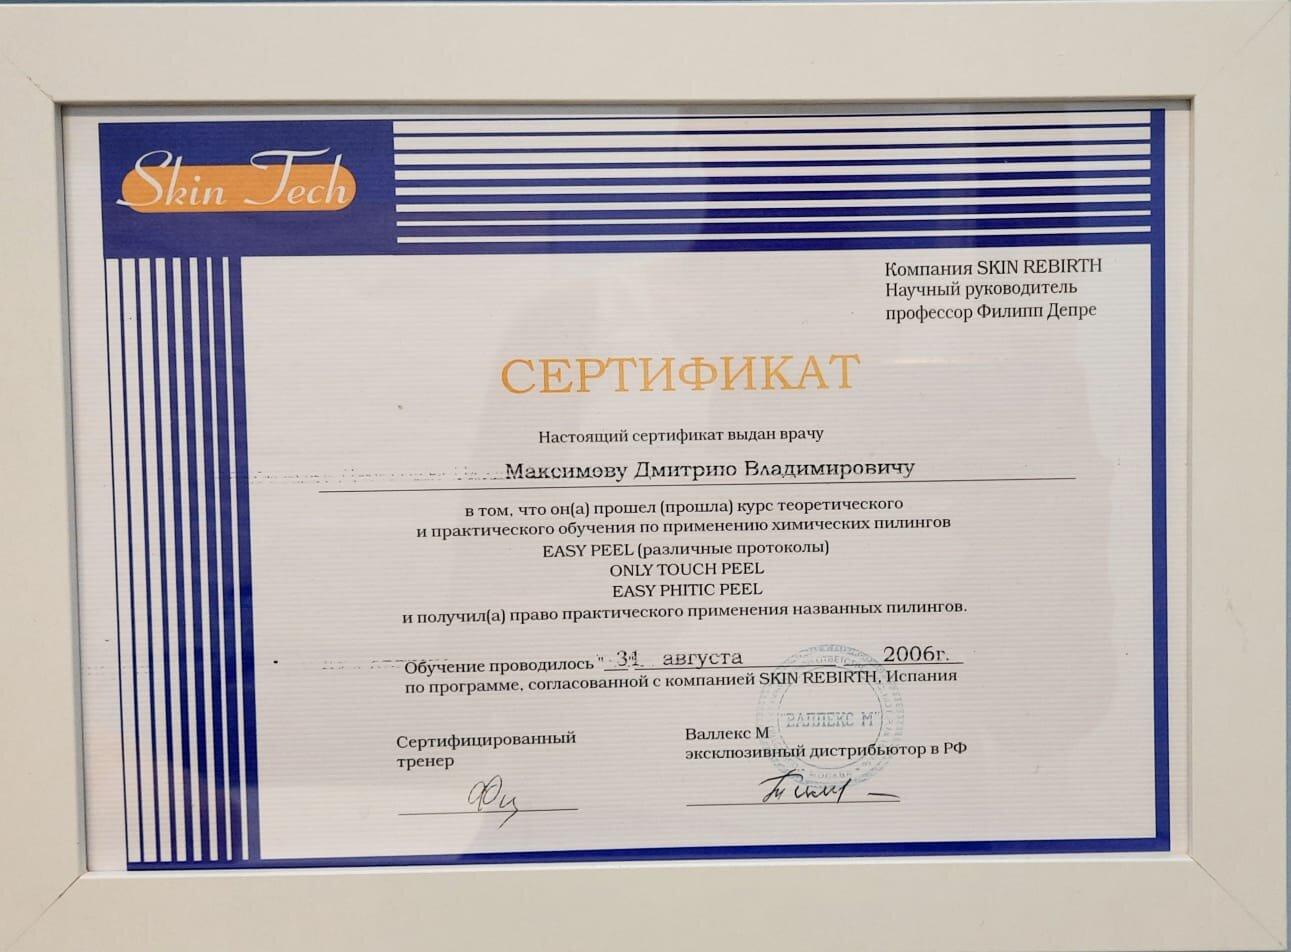 Skin Tech
Компания SKIN REBIRTH
Научный руководитель
профессор Филипп Депре
СЕРТИФИКАТ
Настоящий сертификат выдан врачу
Максимову Дмитрию Владимировичу
в том, что он(а) прошел (прошла) курс теоретического
и практического обучения по применению химических пилингов
EASY PEEL (различные протоколы)
ONLY TOUCH PEEL
EASY PHITIC PEEL
и получил(а) право практического применения названных пилингов.
Обучение проводилось "31" августа 2006г.
по программе, согласованной с компанией SKIN REBIRTH, Испания
Сертифицированный
тренер
Валлекс М
эксклюзивный дистрибьютор в РФ
"ВАЛЛЕКС М"
МОСКВА